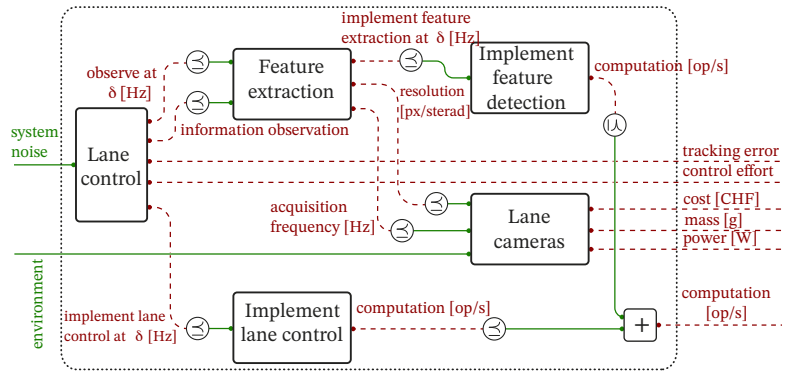 implement feature
extraction at δ [Hz]
observe at
δ [Hz]
Feature
extraction
Implement
feature
detection
computation [op/s]
resolution
[px/sterad]
≤
≤
≤
≤
information observation
system
noise
Lane
control
tracking error
control effort
acquisition
frequency [Hz]
≤
≤
Lane
cameras
cost [CHF]
mass [g]
power [W]
environment
implement lane
control at δ [Hz]
≤
Implement
lane control
computation [op/s]
≤
+
computation
[op/s]